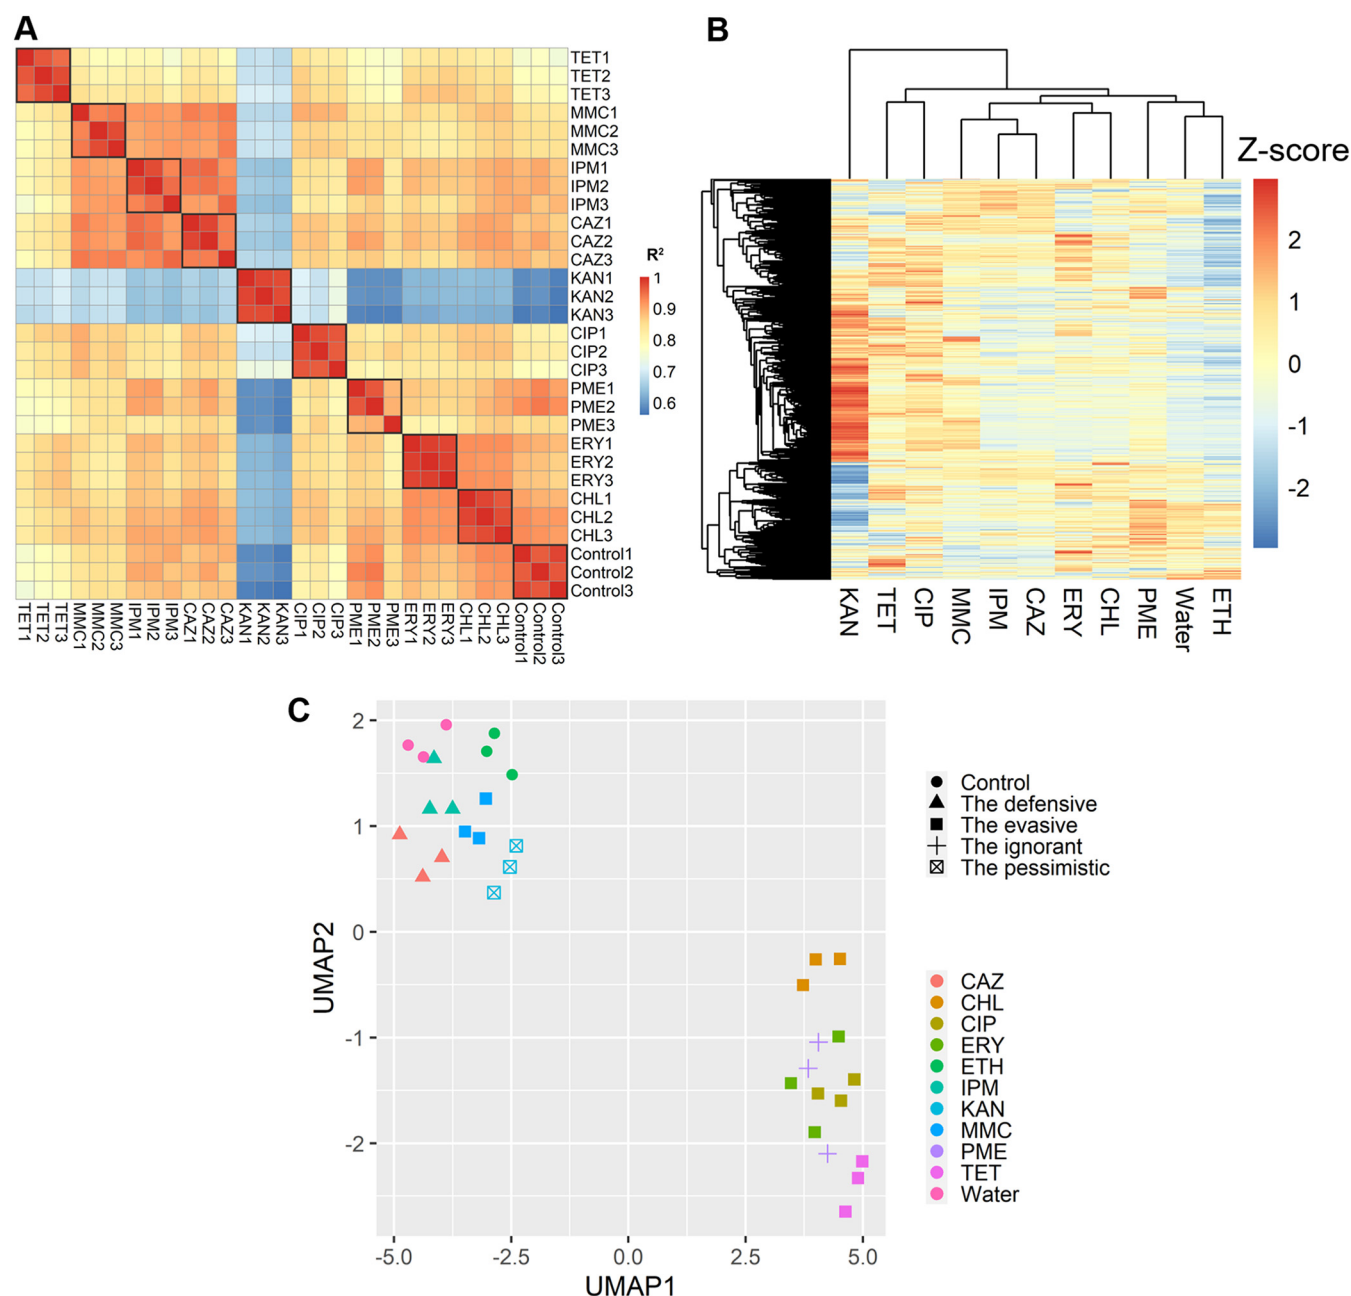 A
TET1
TET2
TET3
MMC1
MMC2
MMC3
IPM1
IPM2
IPM3
CAZ1
CAZ2
CAZ3
KAN1
KAN2
KAN3
CIP1
CIP2
CIP3
PME1
PME2
PME3
ERY1
ERY2
ERY3
CHL1
CHL2
CHL3
Control1
Control2
Control3
TET1 TET2 TET3 MMC1 MMC2 MMC3 IPM1 IPM2 IPM3 CAZ1 CAZ2 CAZ3 KAN1 KAN2 KAN3 CIP1 CIP2 CIP3 PME1 PME2 PME3 ERY1 ERY2 ERY3 CHL1 CHL2 CHL3 Control1 Control2 Control3
R²
1
0.9
0.8
0.7
0.6
B
Z-score
2
1
0
-1
-2
KAN TET CIP MMC IPM CAZ ERY CHL PME Water ETH
C
2
1
0
-1
-2
UMAP2
-5.0 -2.5 0.0 2.5 5.0
UMAP1
Control
The defensive
The evasive
The ignorant
The pessimistic
CAZ
CHL
CIP
ERY
ETH
IPM
KAN
MMC
PME
TET
Water